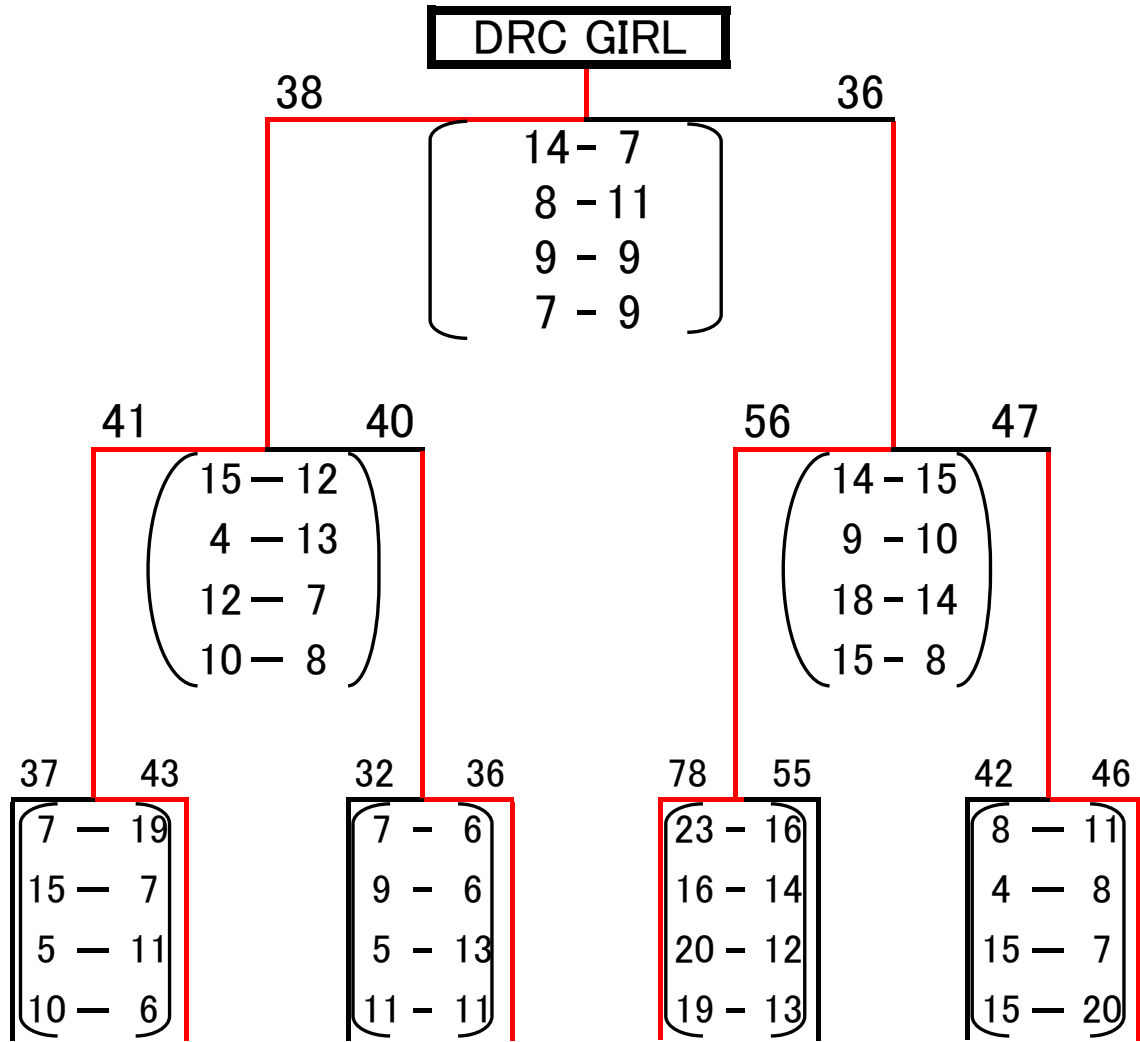 DRC GIRL
38 36
14 - 7
8 - 11
9 - 9
7 - 9
41 40 56 47
15 — 12 14 - 15
4 — 13 9 - 10
12 — 7 18 - 14
10 — 8 15 - 8
37 43 32 36 78 55 42 46
7 — 19 7 - 6 23 - 16 8 — 11
15 — 7 9 - 6 16 - 14 4 — 8
5 — 11 5 - 13 20 - 12 15 — 7
10 — 6 11 - 11 19 - 13 15 — 20